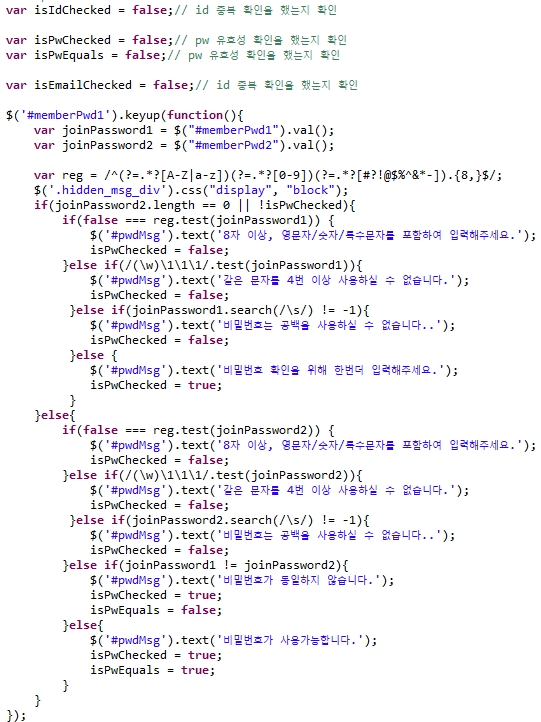 var isIdChecked = false;// id 중복 확인을 했는지 확인
var isPwChecked = false;// pw 유효성 확인을 했는지 확인
var isPwEquals = false;// pw 유효성 확인을 했는지 확인
var isEmailChecked = false;// id 중복 확인을 했는지 확인
$('#memberPwd1').keyup(function(){
var joinPassword1 = $("#memberPwd1").val();
var joinPassword2 = $("#memberPwd2").val();
var reg = /^(?=.*?[A-Z|a-z])(?=.*?[0-9])(?=.*?[#?!@$%^&*-]).{8,}$/;
$('.hidden_msg_div').css("display", "block");
if(joinPassword2.length == 0 || !isPwChecked){
if(false === reg.test(joinPassword1)) {
$('#pwdMsg').text('8자 이상, 영문자/숫자/특수문자를 포함하여 입력해주세요.');
isPwChecked = false;
}else if(/(\w)\1\1\1/.test(joinPassword1)){
$('#pwdMsg').text('같은 문자를 4번 이상 사용하실 수 없습니다.');
isPwChecked = false;
}else if(joinPassword1.search(/\s/) != -1){
$('#pwdMsg').text('비밀번호는 공백을 사용하실 수 없습니다..');
isPwChecked = false;
}else {
$('#pwdMsg').text('비밀번호 확인을 위해 한번더 입력해주세요.');
isPwChecked = true;
}
}else{
if(false === reg.test(joinPassword2)) {
$('#pwdMsg').text('8자 이상, 영문자/숫자/특수문자를 포함하여 입력해주세요.');
isPwChecked = false;
}else if(/(\w)\1\1\1/.test(joinPassword2)){
$('#pwdMsg').text('같은 문자를 4번 이상 사용하실 수 없습니다.');
isPwChecked = false;
}else if(joinPassword2.search(/\s/) != -1){
$('#pwdMsg').text('비밀번호는 공백을 사용하실 수 없습니다..');
isPwChecked = false;
}else if(joinPassword1 != joinPassword2){
$('#pwdMsg').text('비밀번호가 동일하지 않습니다.');
isPwChecked = true;
isPwEquals = false;
}else{
$('#pwdMsg').text('비밀번호가 사용가능합니다.');
isPwChecked = true;
isPwEquals = true;
}
}
});